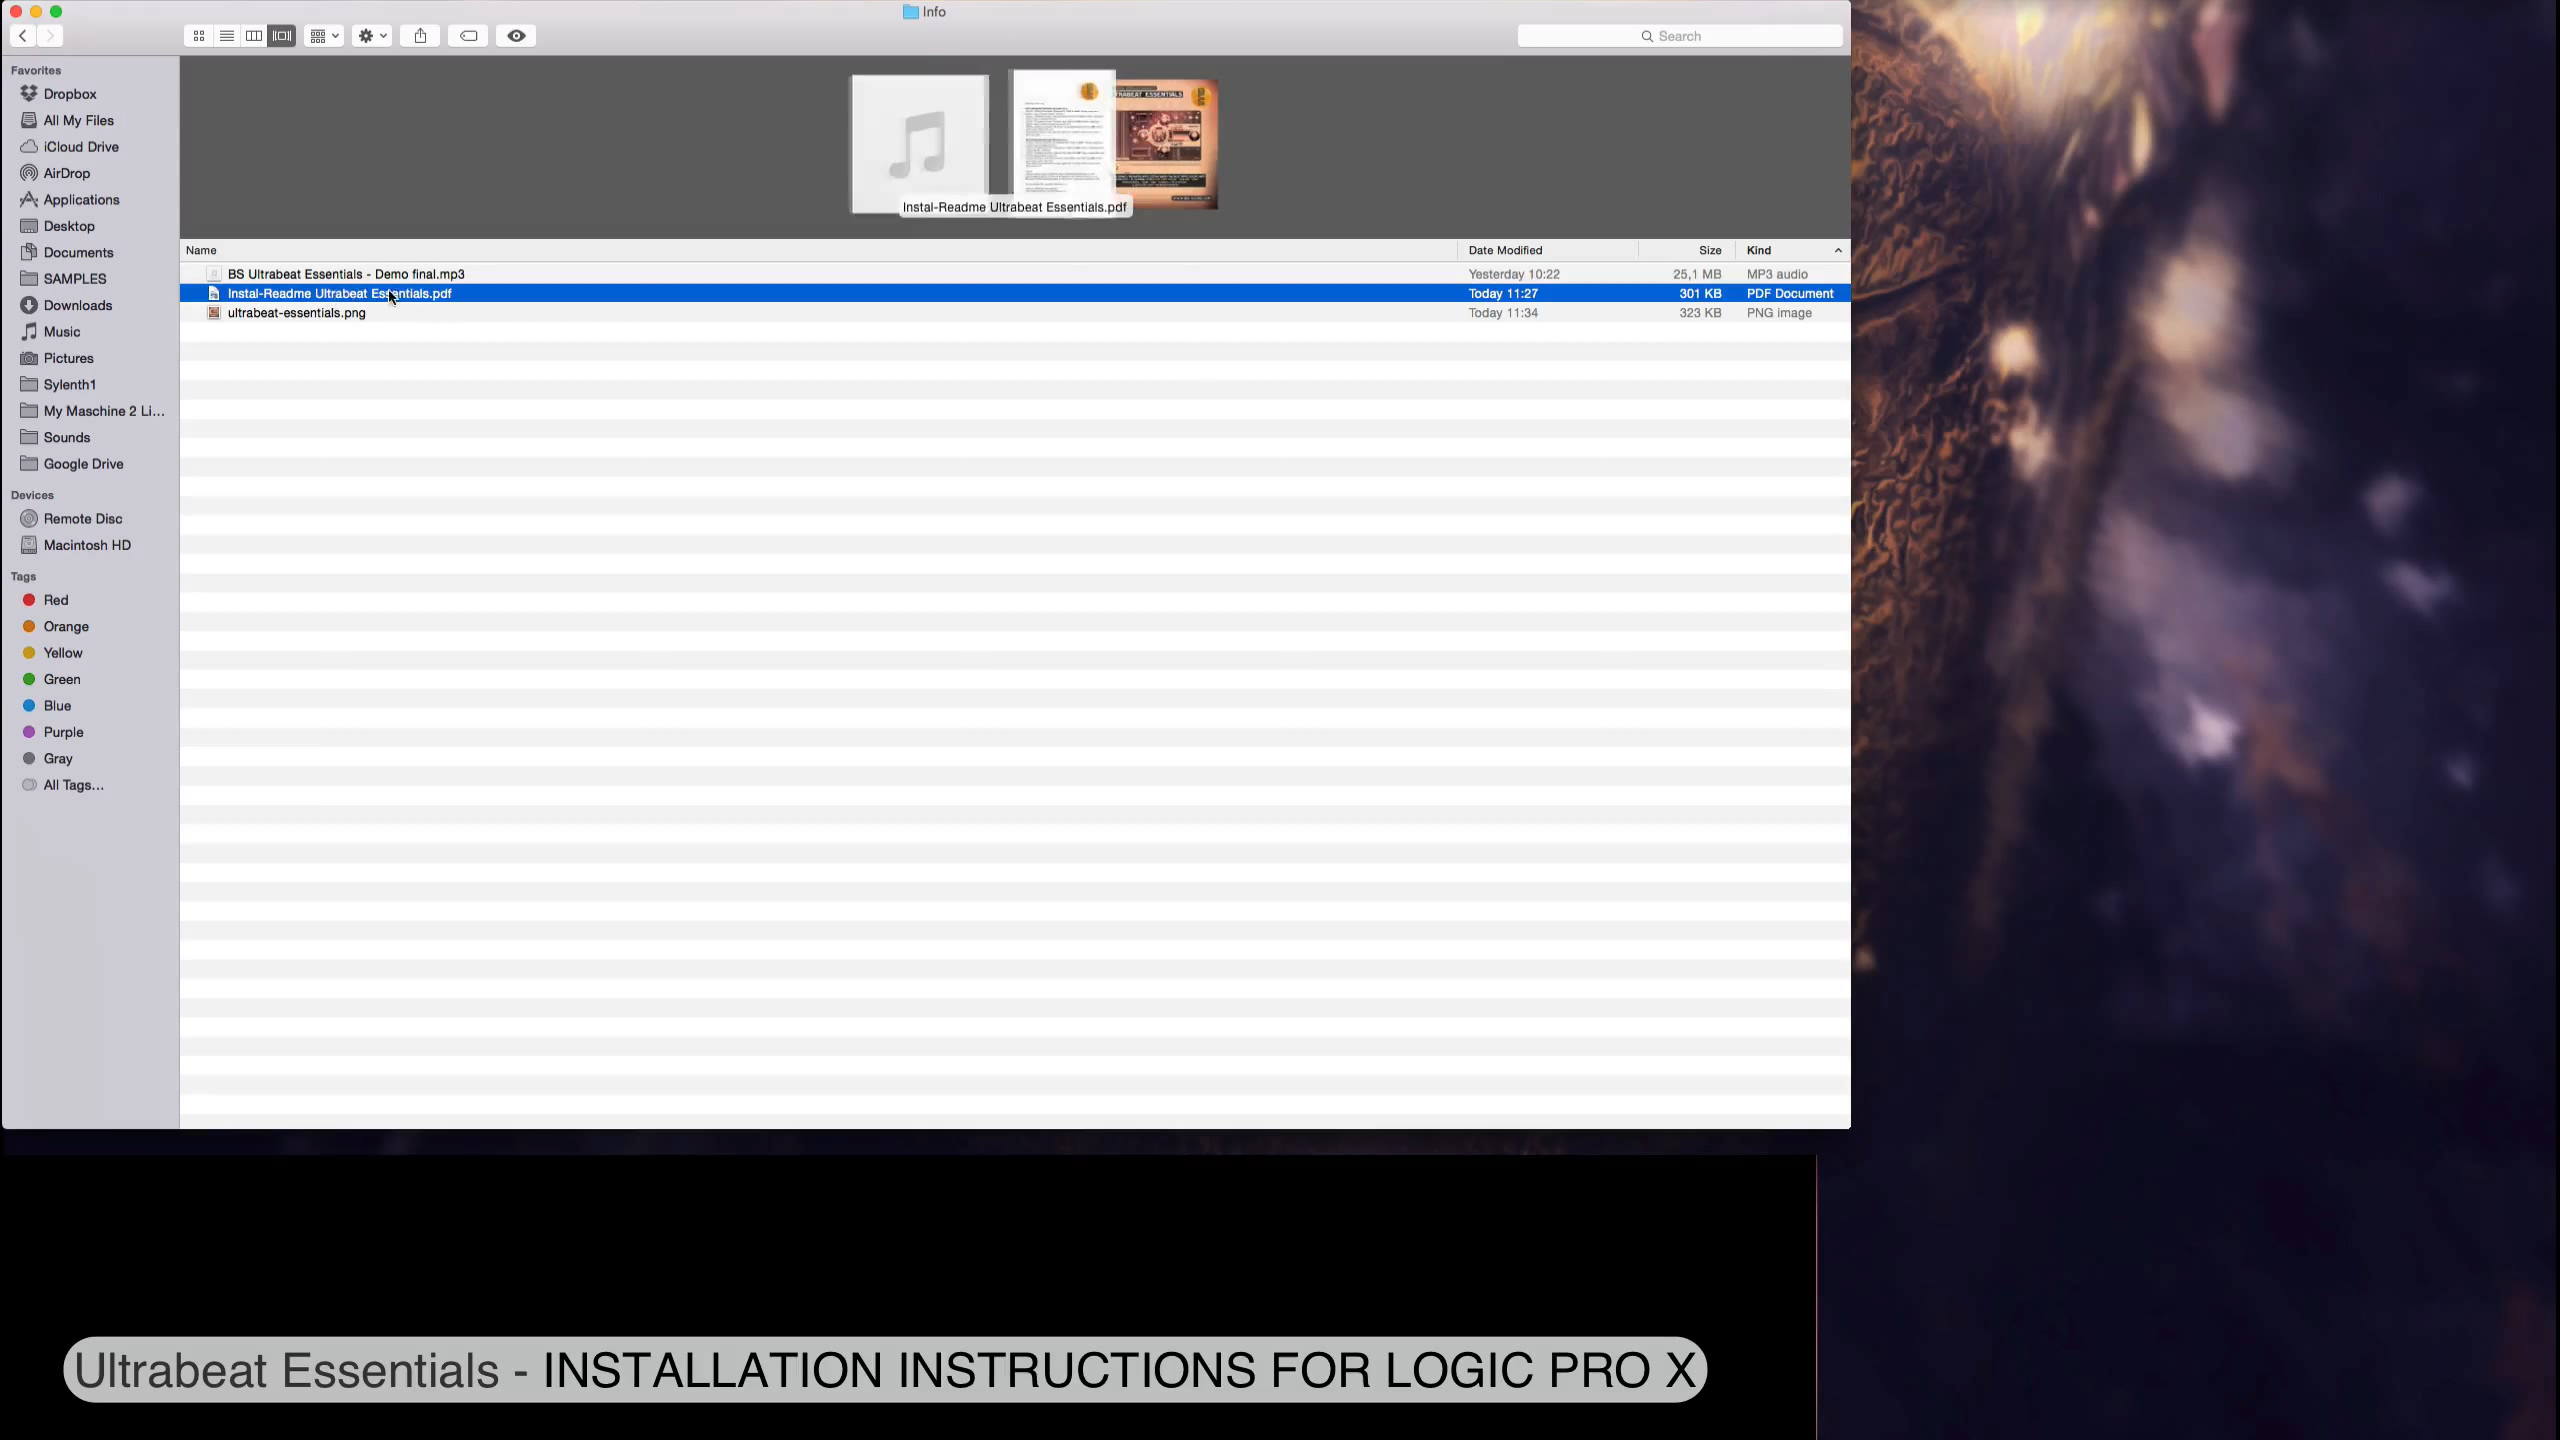 Info
Search
Favorites
Dropbox
All My Files
iCloud Drive
AirDrop
Applications
Desktop
Documents
SAMPLES
Downloads
Music
Pictures
Sylenth1
My Maschine 2 Li...
Sounds
Google Drive
Devices
Remote Disc
Macintosh HD
Tags
Red
Orange
Yellow
Green
Blue
Purple
Gray
All Tags...
ESSENTIALS
Instal-Readme Ultrabeat Essentials.pdf
Name Date Modified Size Kind
BS Ultrabeat Essentials - Demo final.mp3 Yesterday 10:22 25,1 MB MP3 audio
Instal-Readme Ultrabeat Essentials.pdf Today 11:27 301 KB PDF Document
ultrabeat-essentials.png Today 11:34 323 KB PNG image
Ultrabeat Essentials - INSTALLATION INSTRUCTIONS FOR LOGIC PRO X